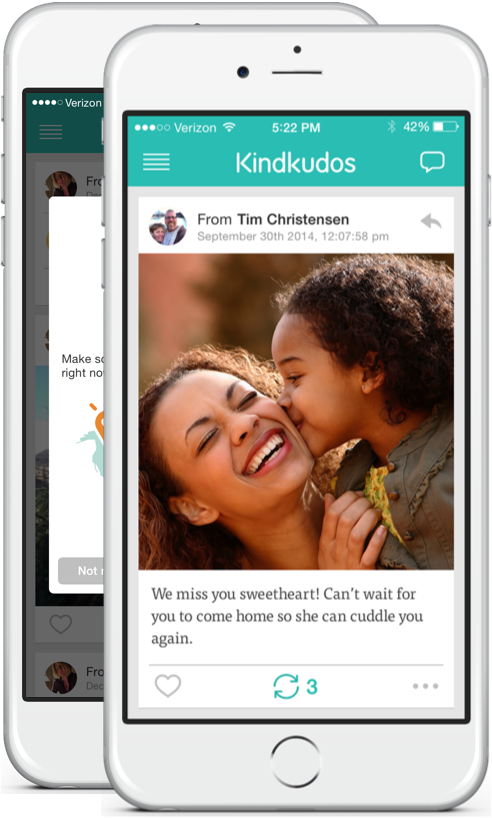 Verizon
Fro
De
Make so
right now
Not n
Fro
Dec
Verizon 5:22 PM 42%
Kindkudos
From Tim Christensen
September 30th 2014, 12:07:58 pm
We miss you sweetheart! Can't wait for
you to come home so she can cuddle you
again.
3